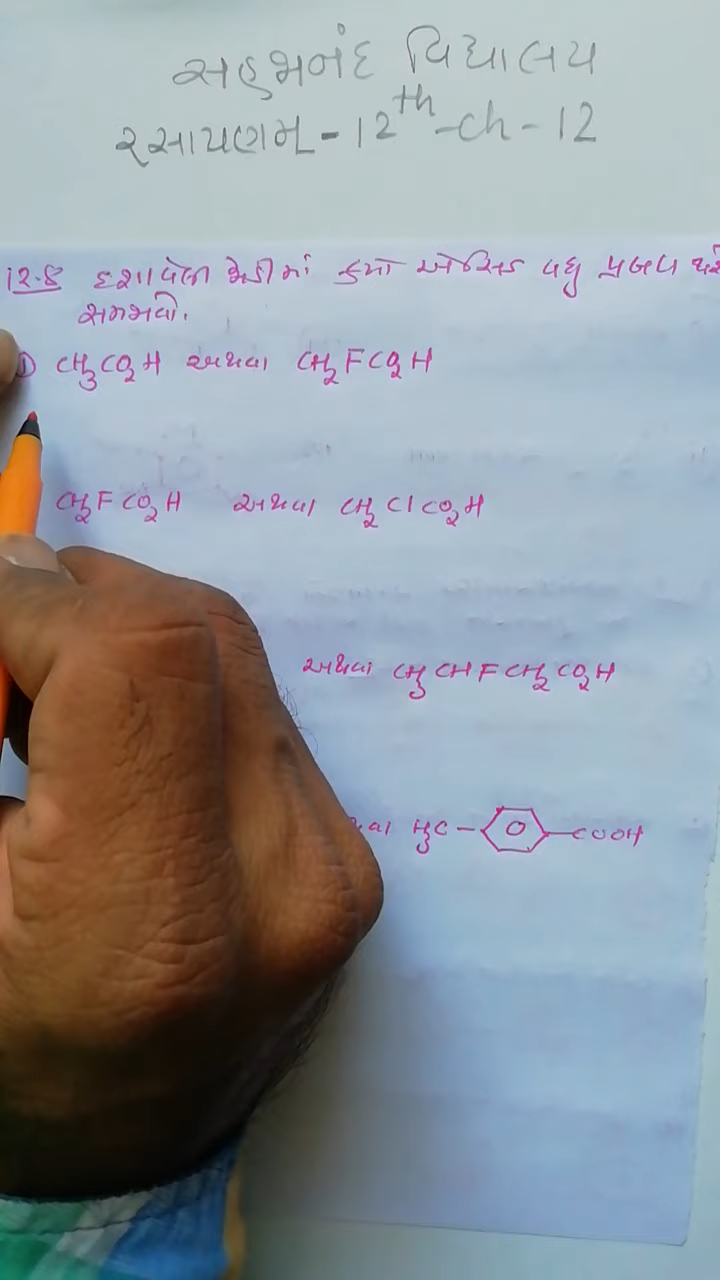 સહજાનંદ વિદ્યાલય
રસાયણમ્ - 12th - ch - 12
12.8 દર્શાવેલ જોડીમાં કયો એસિડ વધુ પ્રબળ
સમજાવો.
① CH3CO2H અથવા CH2FCO2H
CH2FCO2H અથવા CH2ClCO2H
અથવા CH3CHFCH2CO2H
H3C- -COOH